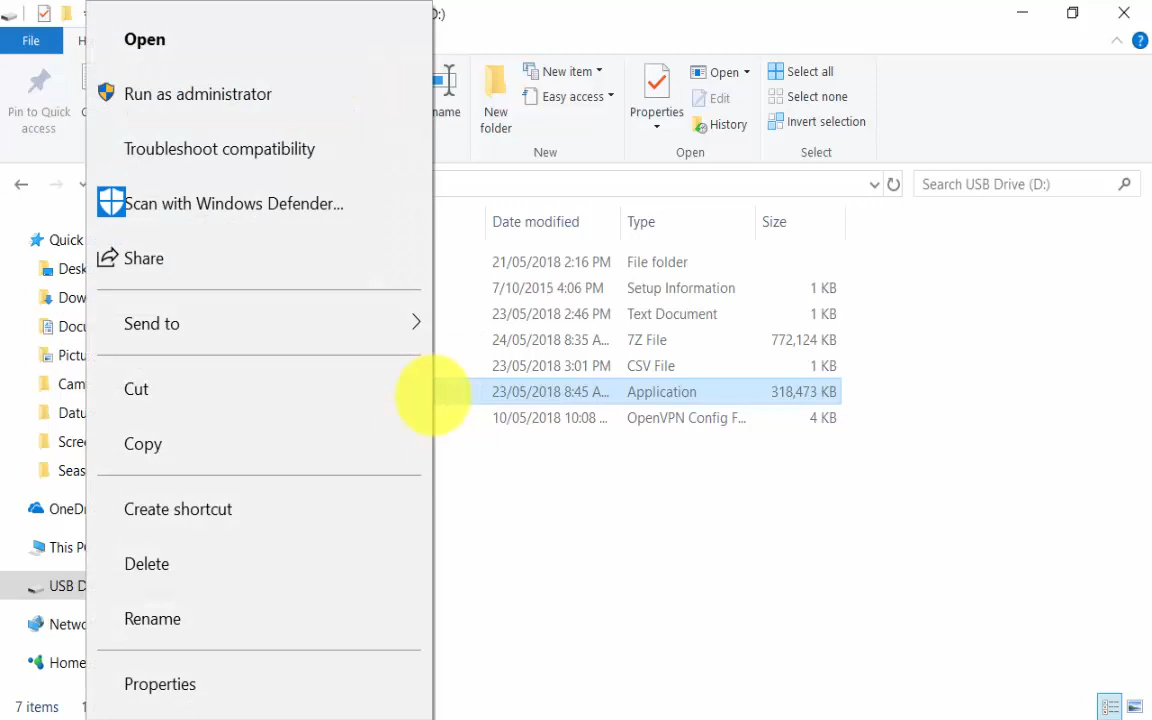 D:)
File
H
Pin to Quick
access
C
name
New
folder
New item
Easy access
New
Properties
Open
Edit
History
Open
Select all
Select none
Invert selection
Select
Search USB Drive (D:)
Date modified
Type
Size
21/05/2018 2:16 PM File folder
7/10/2015 4:06 PM Setup Information 1 KB
23/05/2018 2:46 PM Text Document 1 KB
24/05/2018 8:35 A... 7Z File 772,124 KB
23/05/2018 3:01 PM CSV File 1 KB
23/05/2018 8:45 A... Application 318,473 KB
10/05/2018 10:08 ... OpenVPN Config F... 4 KB
Open
Run as administrator
Troubleshoot compatibility
Scan with Windows Defender...
Share
Send to
Cut
Copy
Create shortcut
Delete
Rename
Properties
Quick
Desk
Dow
Docu
Pictu
Cam
Datu
Scre
Seas
OneDr
This P
USB D
Netwo
Home
7 items 1